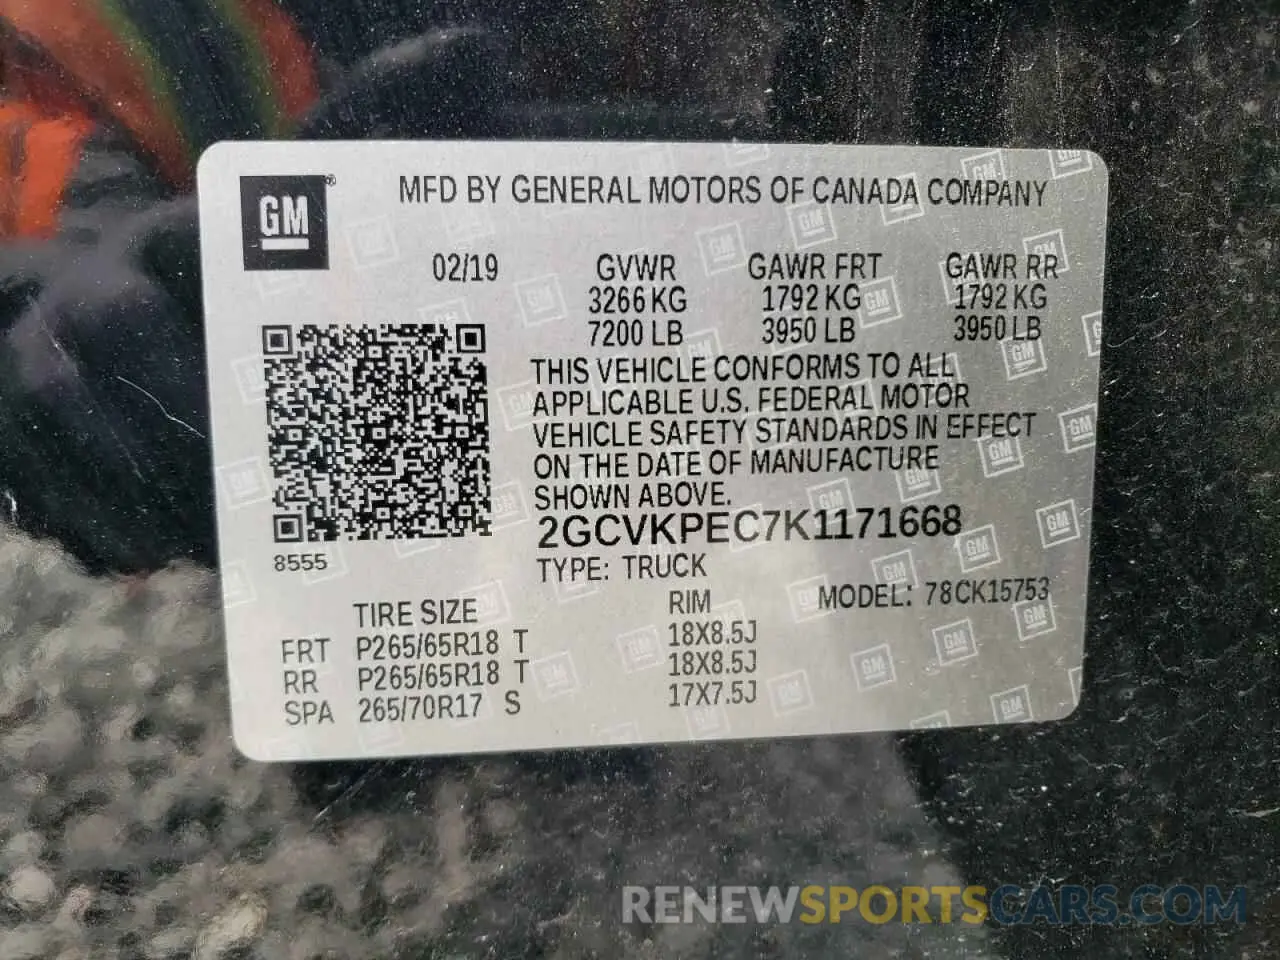 GM® MFD BY GENERAL MOTORS OF CANADA COMPANY
02/19 GVWR GAWR FRT GAWR RR
3266 KG 1792 KG 1792 KG
7200 LB 3950 LB 3950 LB
THIS VEHICLE CONFORMS TO ALL
APPLICABLE U.S. FEDERAL MOTOR
VEHICLE SAFETY STANDARDS IN EFFECT
ON THE DATE OF MANUFACTURE
SHOWN ABOVE.
2GCVKPEC7K1171668
8555
TYPE: TRUCK
MODEL: 78CK15753
TIRE SIZE RIM
FRT P265/65R18 T 18X8.5J
RR P265/65R18 T 18X8.5J
SPA 265/70R17 S 17X7.5J
RENEWSPORTSCARS.COM